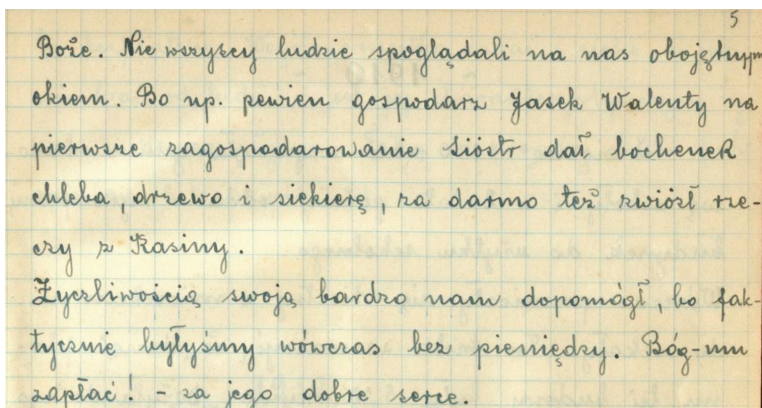 5
Boże. Nie wszyscy ludzie spoglądali na nas obojętnym
okiem. Bo np. pewien gospodarz Jasek Walenty na
pierwsze zagospodarowanie Sióstr dał bochenek
chleba, drzewo i siekierę, za darmo też zwiózł rze-
czy z Kasiny.
Życzliwością swoją bardzo nam dopomógł, bo fak-
tycznie byłyśmy wówczas bez pieniędzy. Bóg-mu
zapłać! - za jego dobre serce.